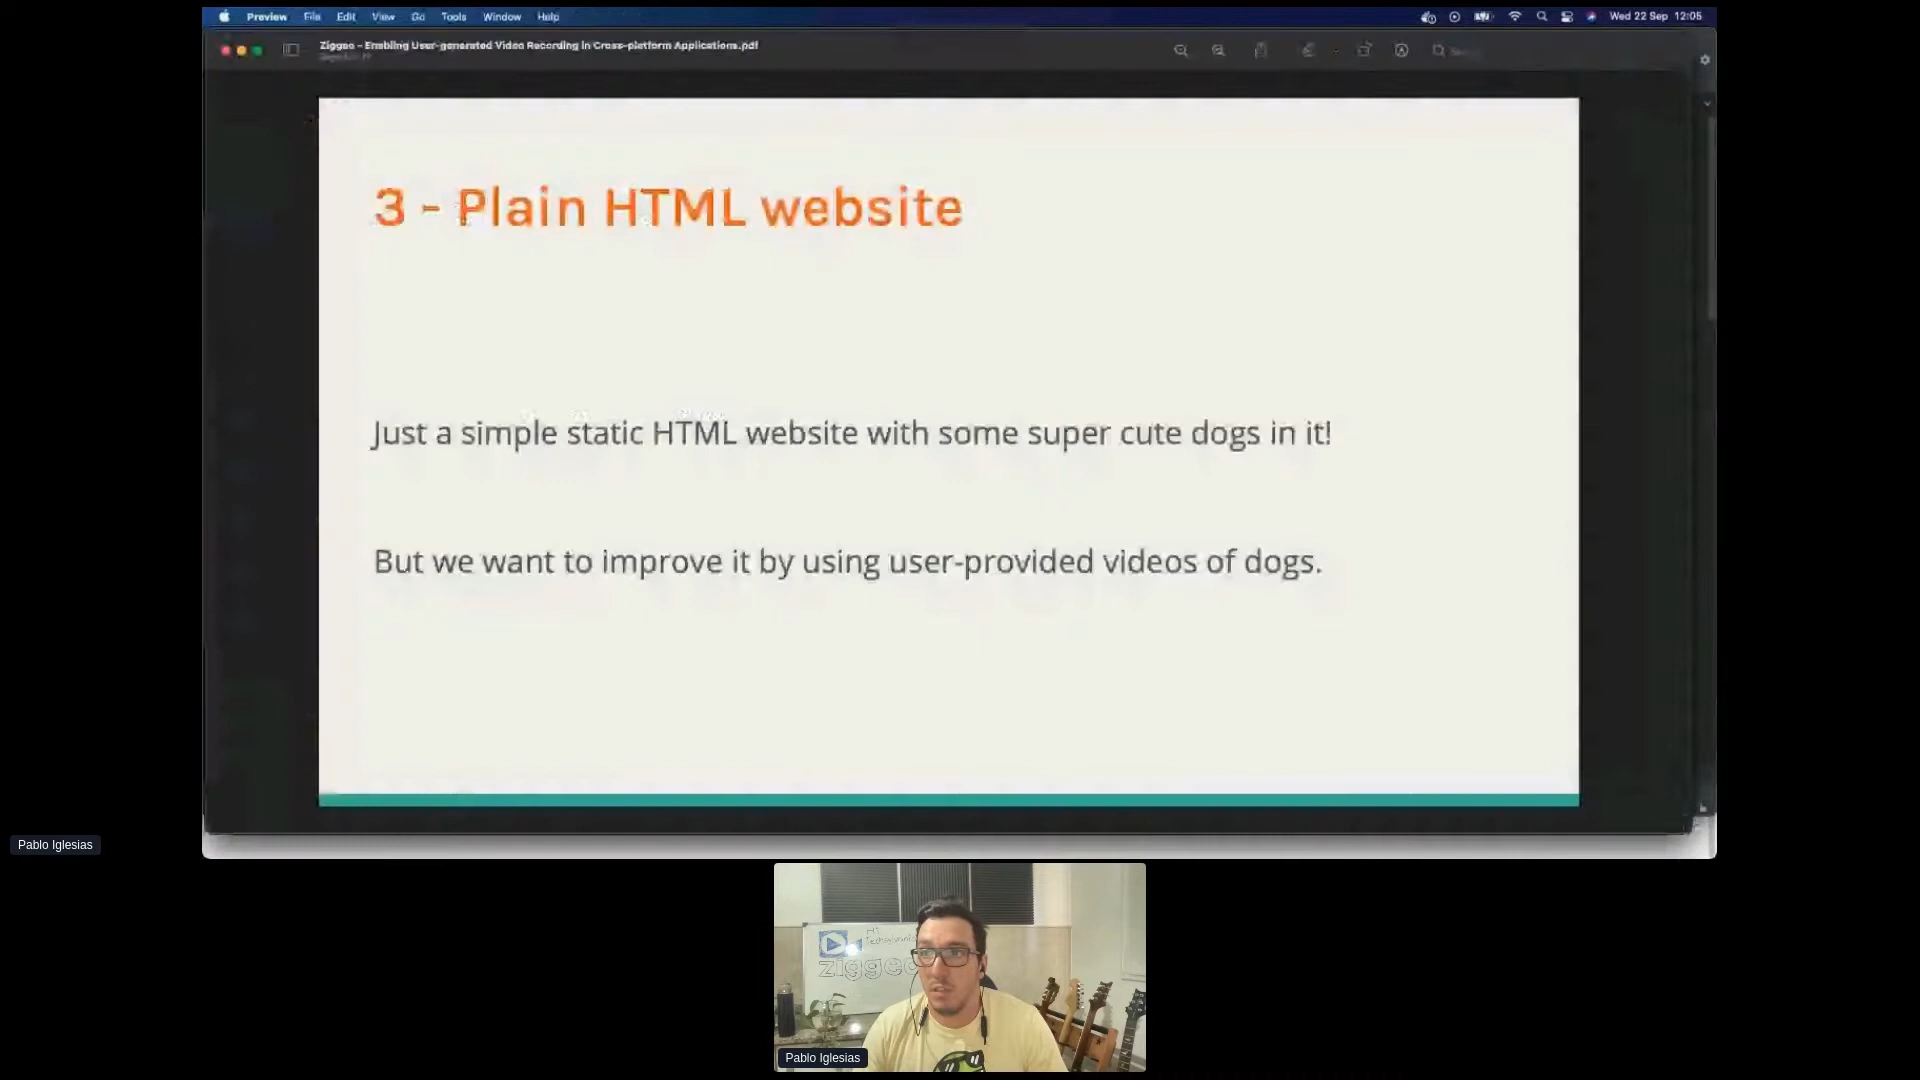 Preview File Edit View Go Tools Window Help
Wed 22 Sep 12:05
Ziggeo - Enabling User-generated Video Recording in Cross-platform Applications.pdf
3 - Plain HTML website
Just a simple static HTML website with some super cute dogs in it!
But we want to improve it by using user-provided videos of dogs.
Pablo Iglesias
ziggeo
Pablo Iglesias